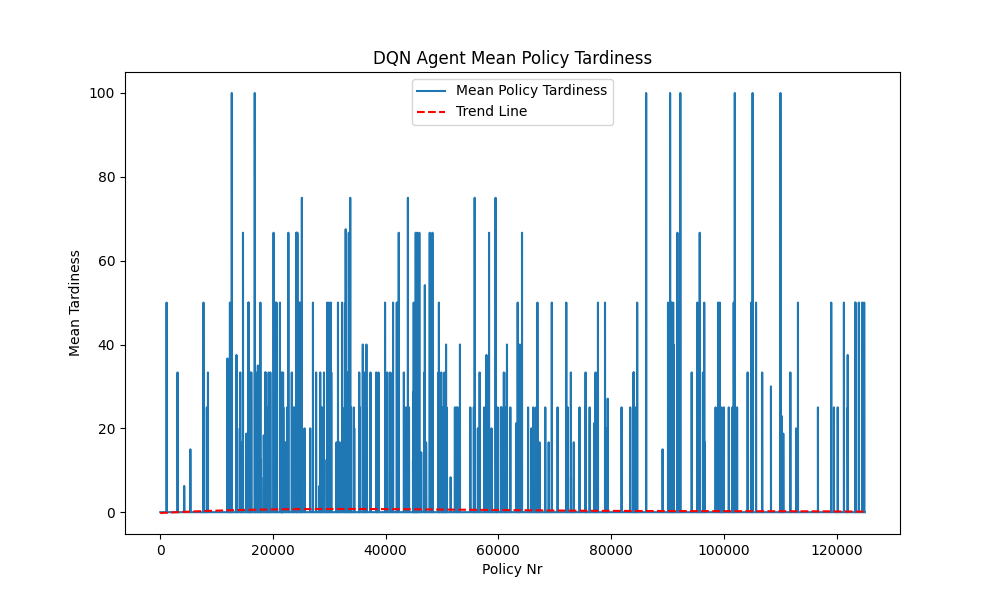 DQN Agent Mean Policy Tardiness
Mean Policy Tardiness
Trend Line
Mean Tardiness
100
80
60
40
20
0
0 20000 40000 60000 80000 100000 120000
Policy Nr